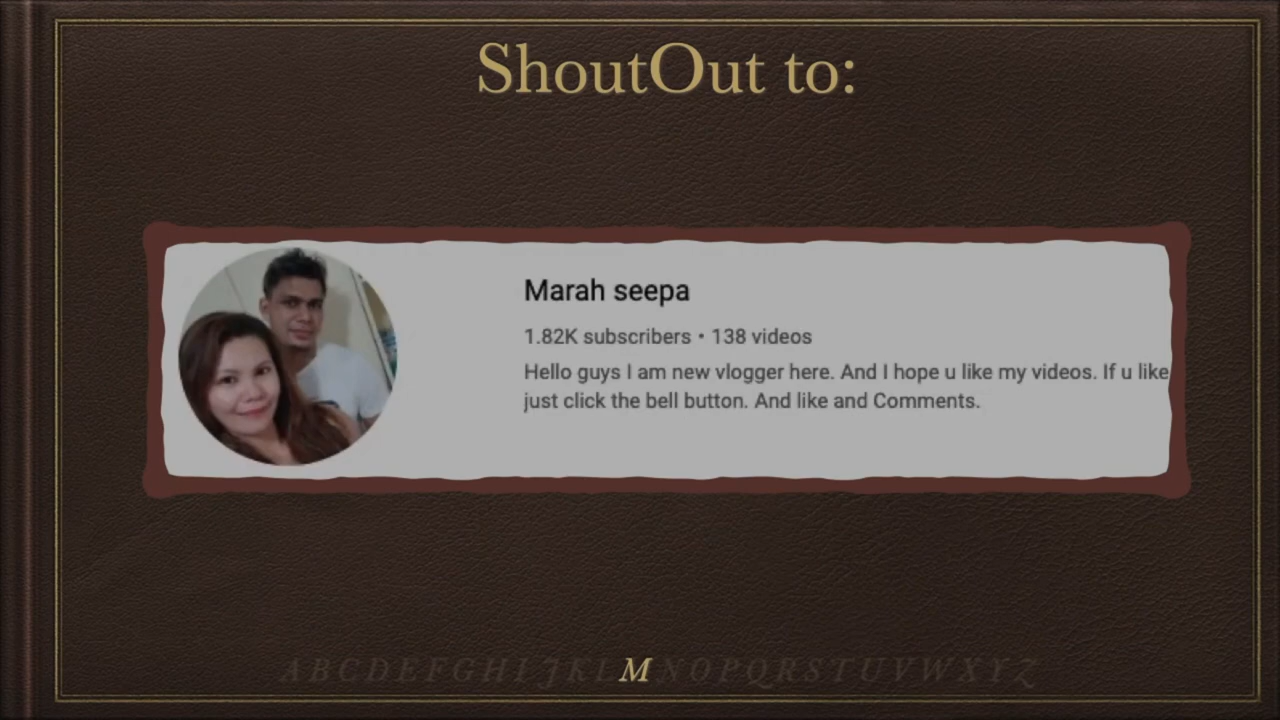 ShoutOut to:
Marah seepa
1.82K subscribers • 138 videos
Hello guys I am new vlogger here. And I hope u like my videos. If u like
just click the bell button. And like and Comments.
A B C D E F G H I J K L M N O P Q R S T U V W X Y Z